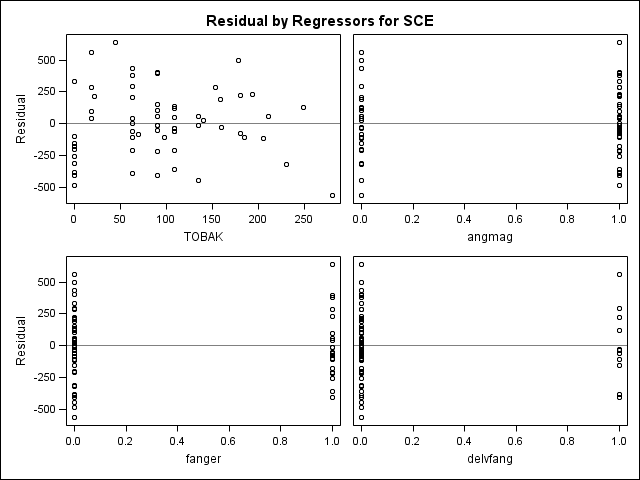 Residual by Regressors for SCE
500
250
0
-250
-500
Residual
0 50 100 150 200 250
TOBAK
0.0 0.2 0.4 0.6 0.8 1.0
angmag
500
250
0
-250
-500
Residual
0.0 0.2 0.4 0.6 0.8 1.0
fanger
0.0 0.2 0.4 0.6 0.8 1.0
delvfang